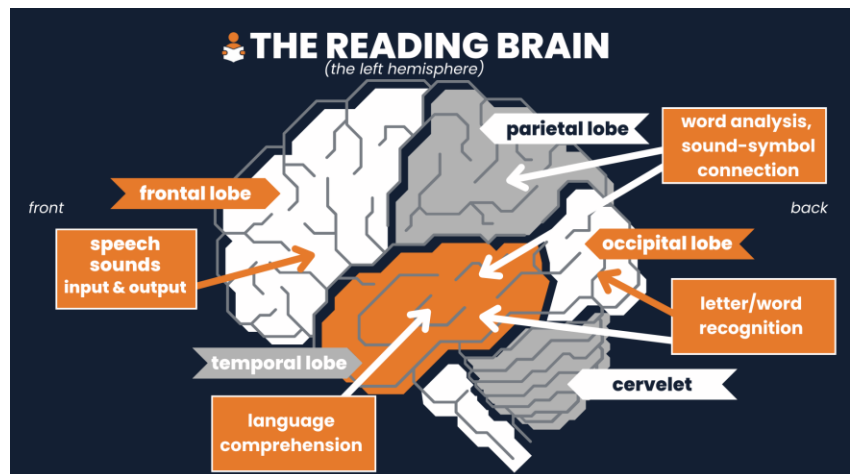 THE READING BRAIN
(the left hemisphere)
parietal lobe
word analysis,
sound-symbol
connection
frontal lobe
front
back
speech
sounds
input & output
occipital lobe
letter/word
recognition
temporal lobe
cervelet
language
comprehension